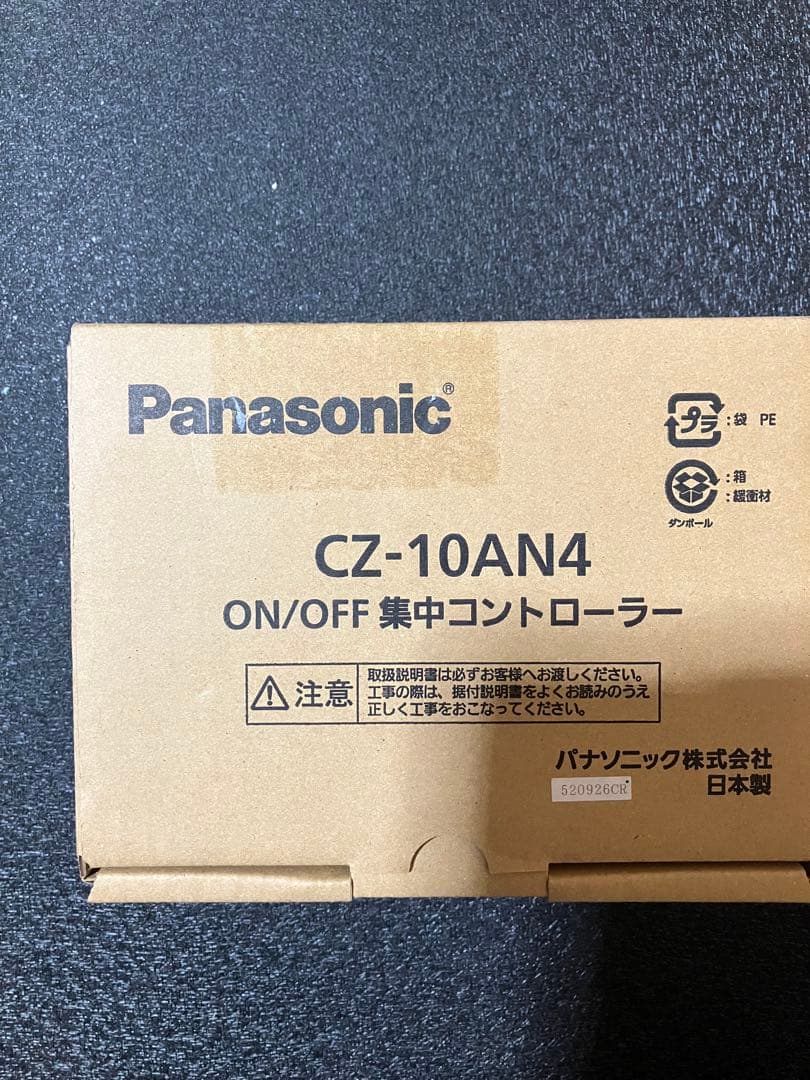 Panasonic®
プラ :袋 PE
:箱
:緩衝材
ダンボール
CZ-10AN4
ON/OFF 集中コントローラー
注意
取扱説明書は必ずお客様へお渡しください。
工事の際は、据付説明書をよくお読みのうえ
正しく工事をおこなってください。
パナソニック株式会社
日本製
520926CR